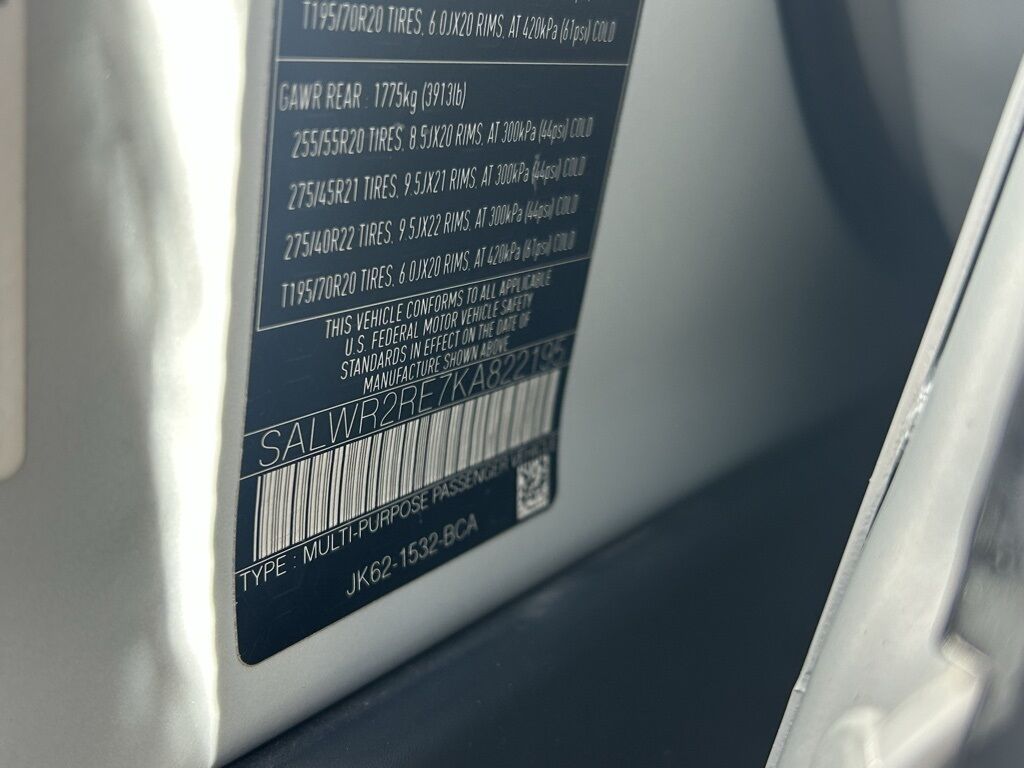 T195/70R20 TIRES, 6.0JX20 RIMS, AT 420kPa (61psi) COLD
GAWR REAR : 1775kg (3913lb)
255/55R20 TIRES, 8.5JX20 RIMS, AT 300kPa (44psi) COLD
275/45R21 TIRES, 9.5JX21 RIMS, AT 300kPa (44psi) COLD
275/40R22 TIRES, 9.5JX22 RIMS, AT 300kPa (44psi) COLD
T195/70R20 TIRES, 6.0JX20 RIMS, AT 420kPa (61psi) COLD
THIS VEHICLE CONFORMS TO ALL APPLICABLE
U.S. FEDERAL MOTOR VEHICLE SAFETY
STANDARDS IN EFFECT ON THE DATE OF
MANUFACTURE SHOWN ABOVE
SALWR2RE7KA822195
TYPE : MULTI-PURPOSE PASSENGER VEHICLE
JK62-1532-BCA